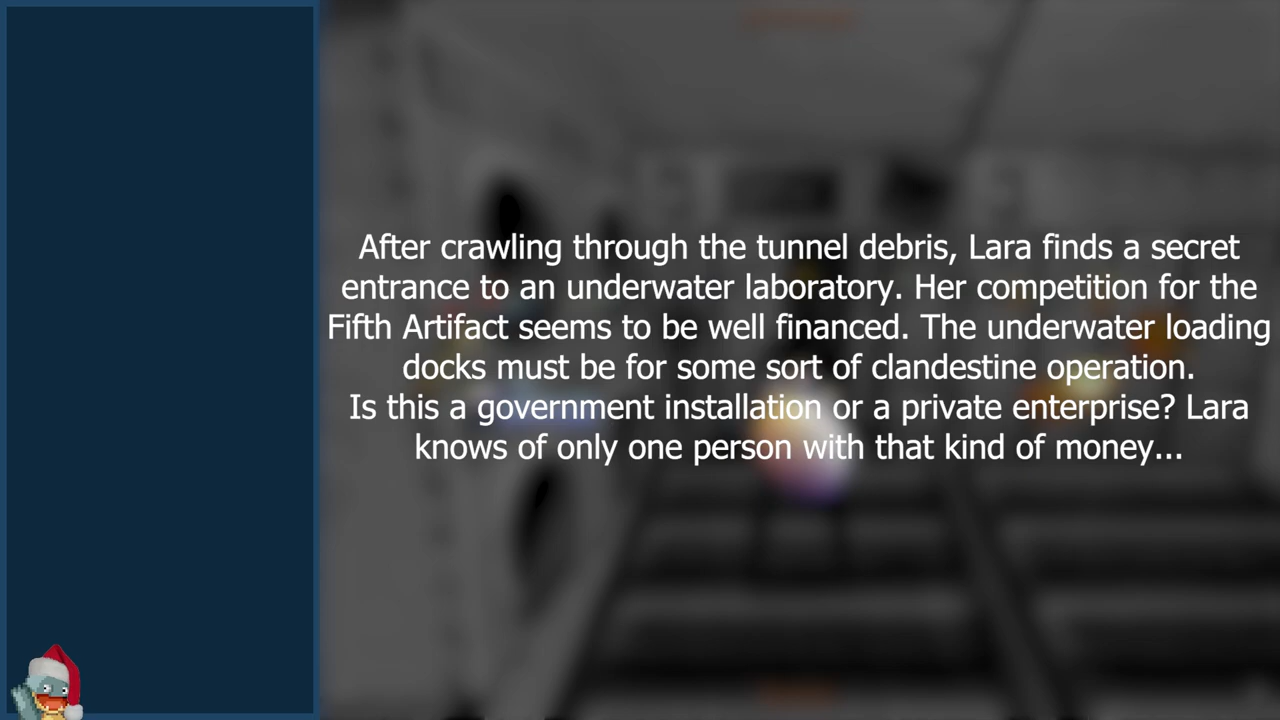 After crawling through the tunnel debris, Lara finds a secret
entrance to an underwater laboratory. Her competition for the
Fifth Artifact seems to be well financed. The underwater loading
docks must be for some sort of clandestine operation.
Is this a government installation or a private enterprise? Lara
knows of only one person with that kind of money...